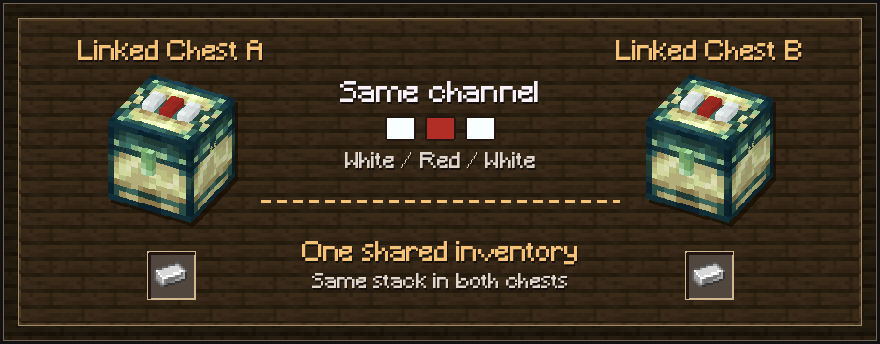 Linked Chest A
Linked Chest B
Same channel
White / Red / White
One shared inventory
Same stack in both chests